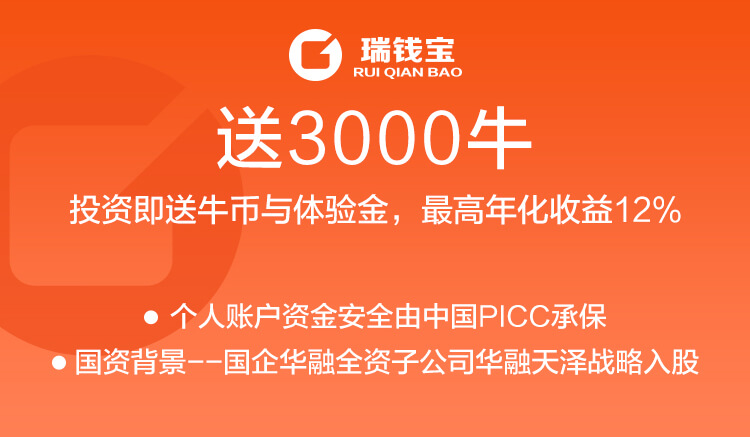 瑞钱宝
RUI QIAN BAO
送3000牛
投资即送牛币与体验金，最高年化收益12%
● 个人账户资金安全由中国PICC承保
● 国资背景--国企华融全资子公司华融天泽战略入股